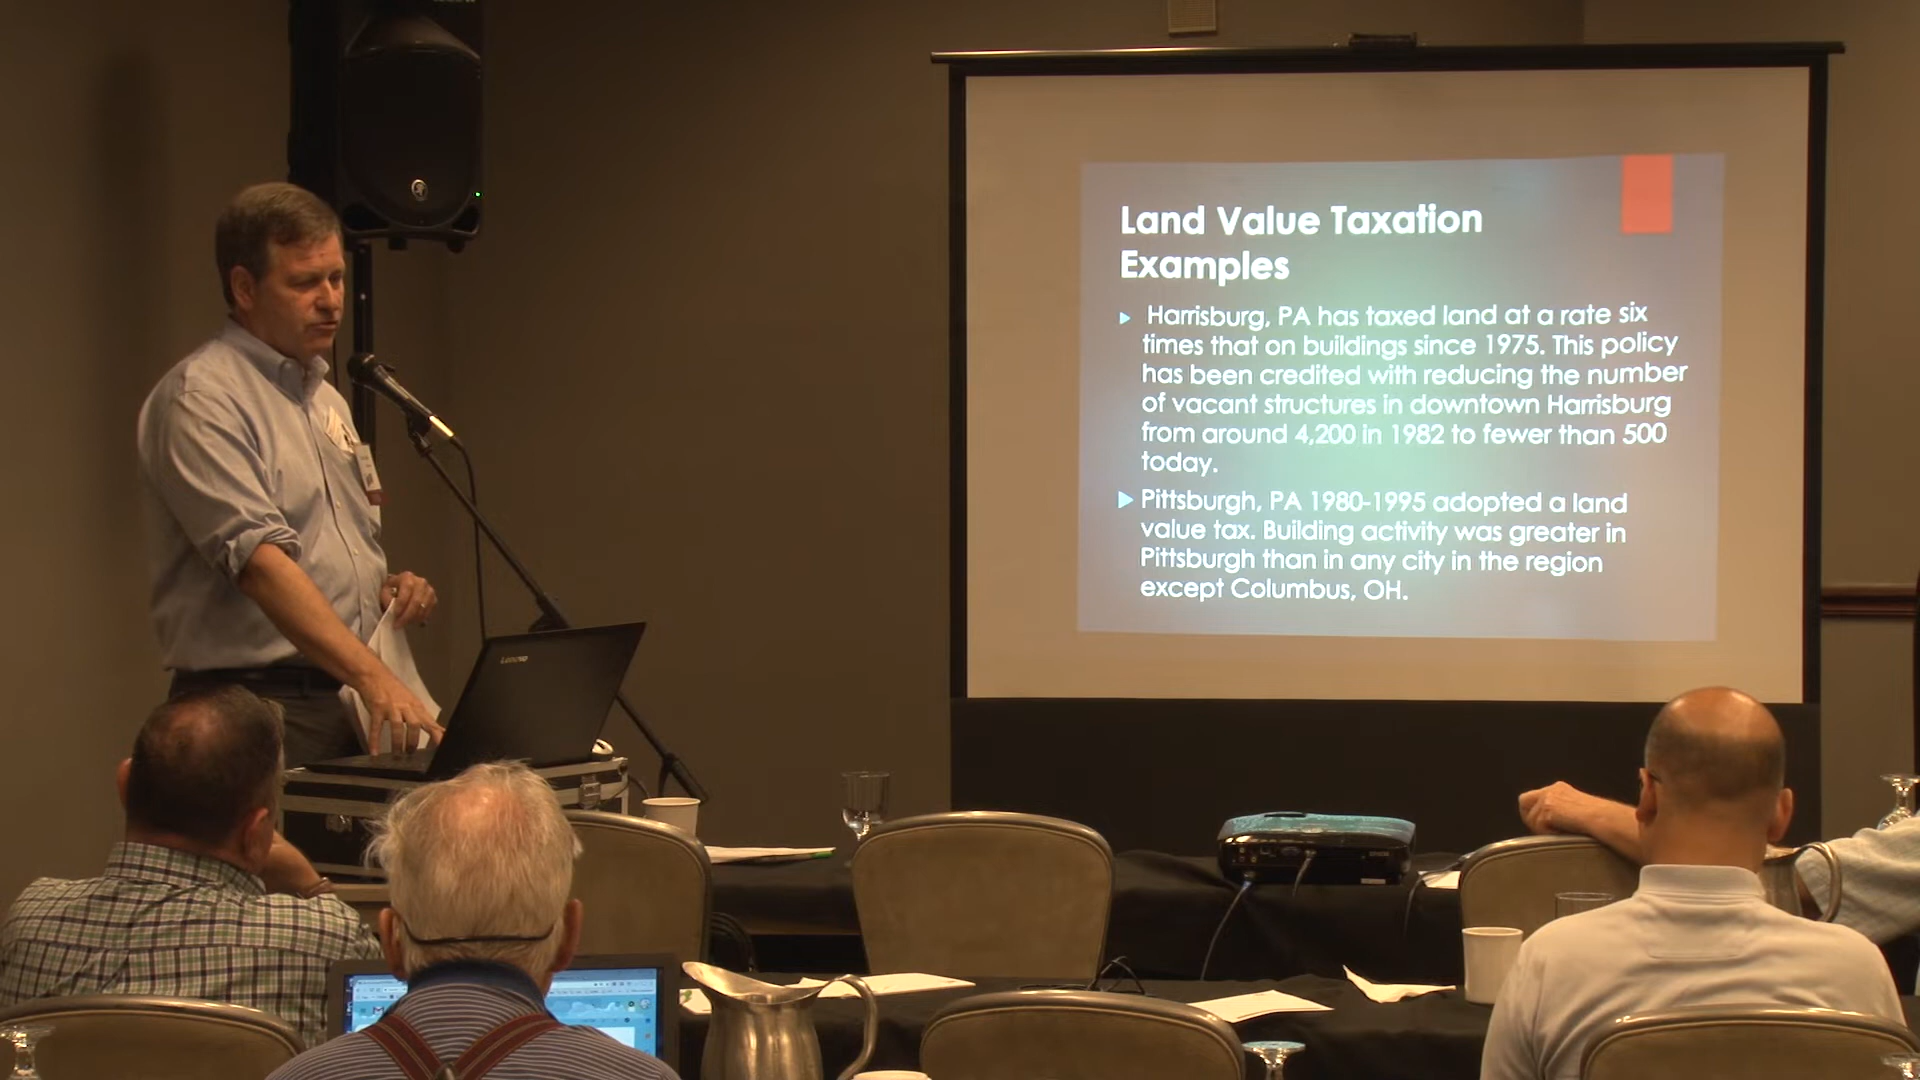 Land Value Taxation
Examples
Harrisburg, PA has taxed land at a rate six
times that on buildings since 1975. This policy
has been credited with reducing the number
of vacant structures in downtown Harrisburg
from around 4,200 in 1982 to fewer than 500
today.
Pittsburgh, PA 1980-1995 adopted a land
value tax. Building activity was greater in
Pittsburgh than in any city in the region
except Columbus, OH.
Lenovo